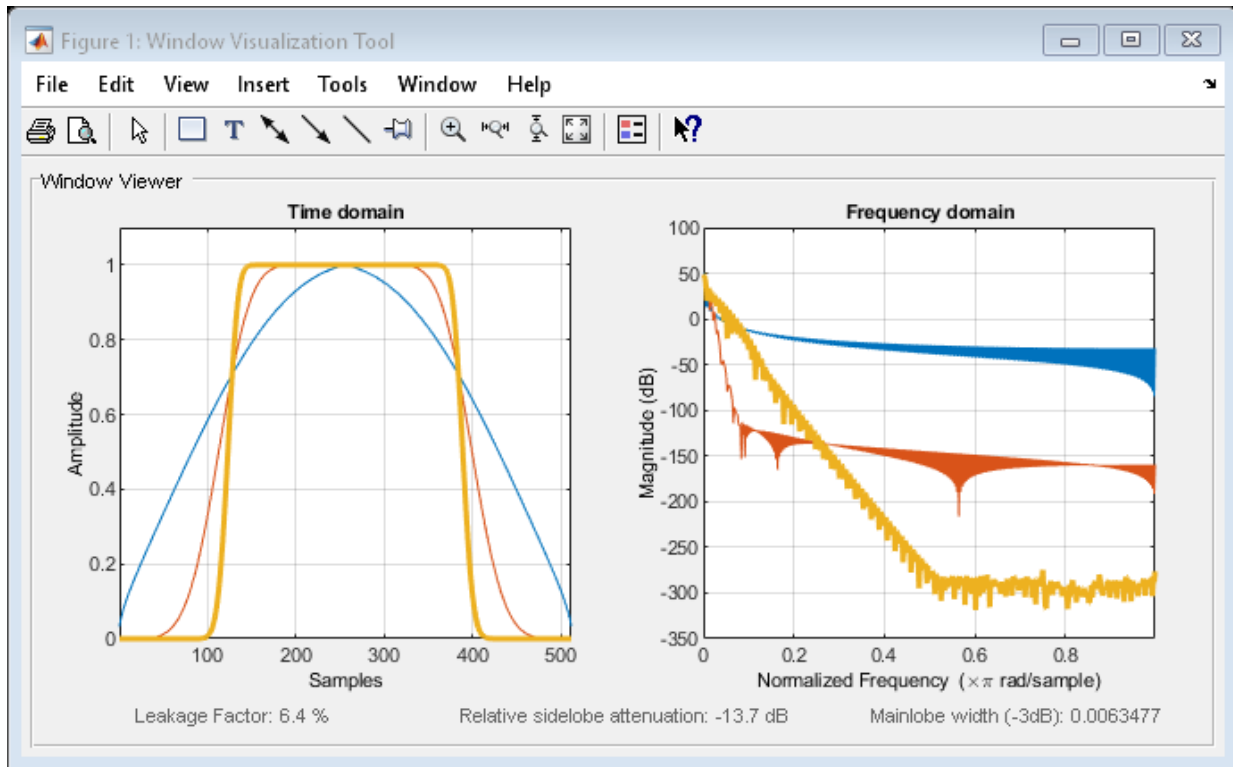 Figure 1: Window Visualization Tool
File Edit View Insert Tools Window Help
Window Viewer
Time domain
1
0.8
0.6
0.4
0.2
0
Amplitude
100 200 300 400 500
Samples
Frequency domain
100
50
0
-50
-100
-150
-200
-250
-300
-350
Magnitude (dB)
0 0.2 0.4 0.6 0.8
Normalized Frequency (×π rad/sample)
Leakage Factor: 6.4 % Relative sidelobe attenuation: -13.7 dB Mainlobe width (-3dB): 0.0063477